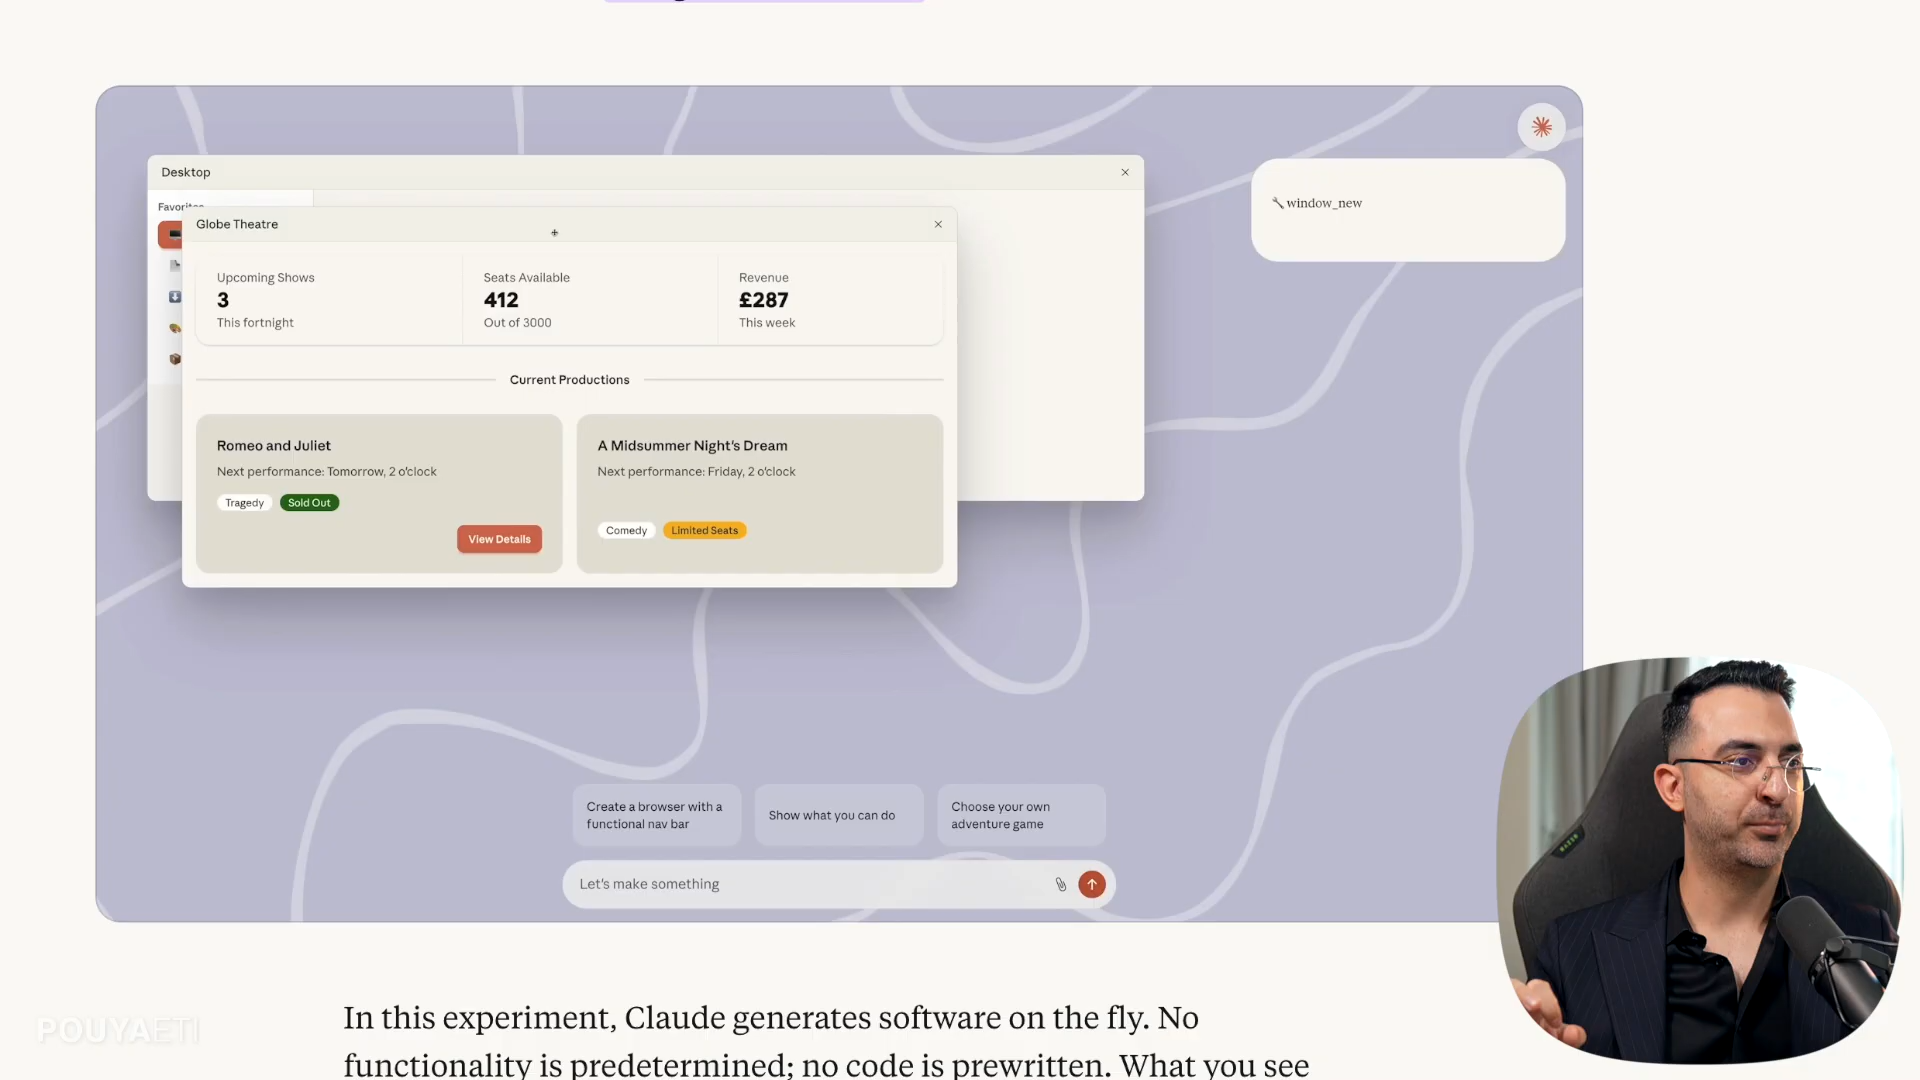 Desktop
Favorites
Globe Theatre
Upcoming Shows
3
This fortnight
Seats Available
412
Out of 3000
Revenue
£287
This week
Current Productions
Romeo and Juliet
Next performance: Tomorrow, 2 o'clock
Tragedy
Sold Out
View Details
A Midsummer Night's Dream
Next performance: Friday, 2 o'clock
Comedy
Limited Seats
window_new
Create a browser with a
functional nav bar
Show what you can do
Choose your own
adventure game
Let's make something
In this experiment, Claude generates software on the fly. No
functionality is predetermined; no code is prewritten. What you see
POUYAETI